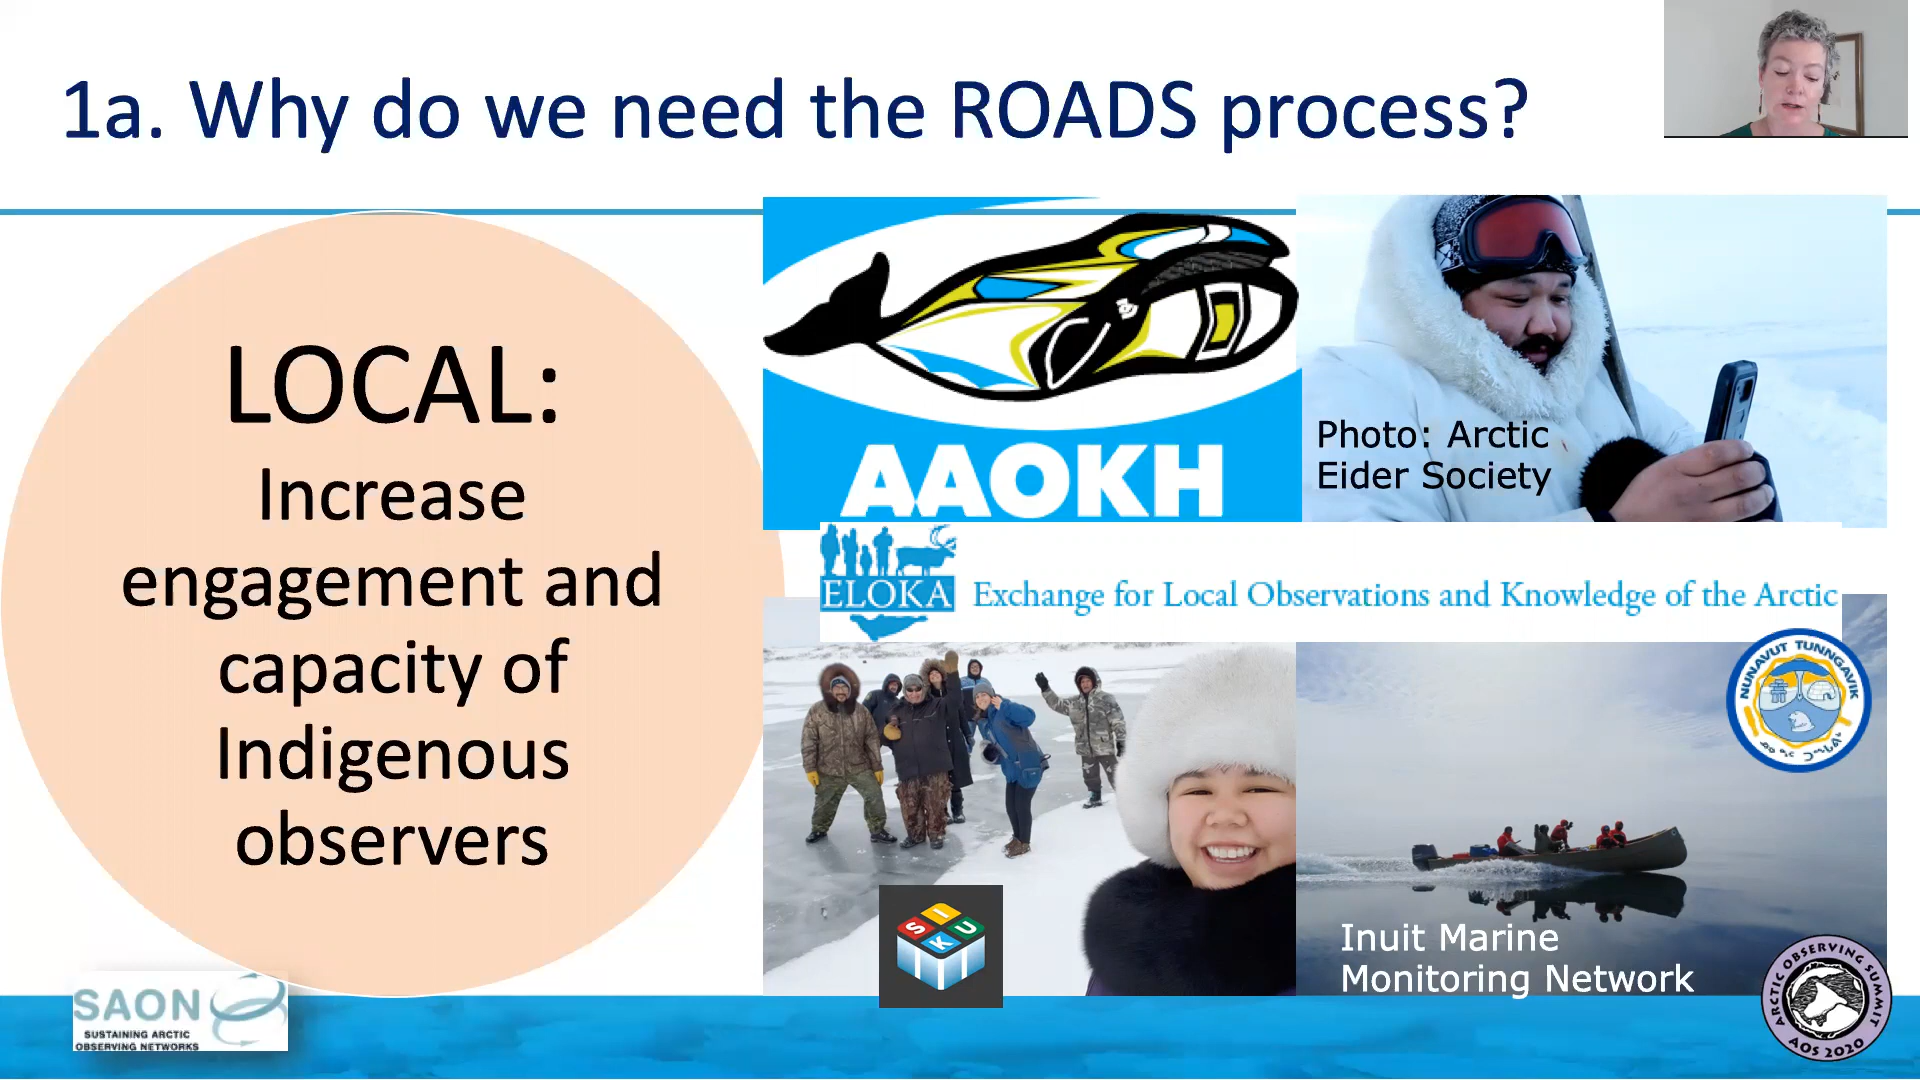 1a. Why do we need the ROADS process?
LOCAL:
Increase
engagement and
capacity of
Indigenous
observers
AAOKH
Photo: Arctic
Eider Society
ELOKA
Exchange for Local Observations and Knowledge of the Arctic
NUNAVUT TUNNGAVIK
SIKU
Inuit Marine
Monitoring Network
SAON
SUSTAINING ARCTIC
OBSERVING NETWORKS
ARCTIC OBSERVING SUMMIT
AOS 2020